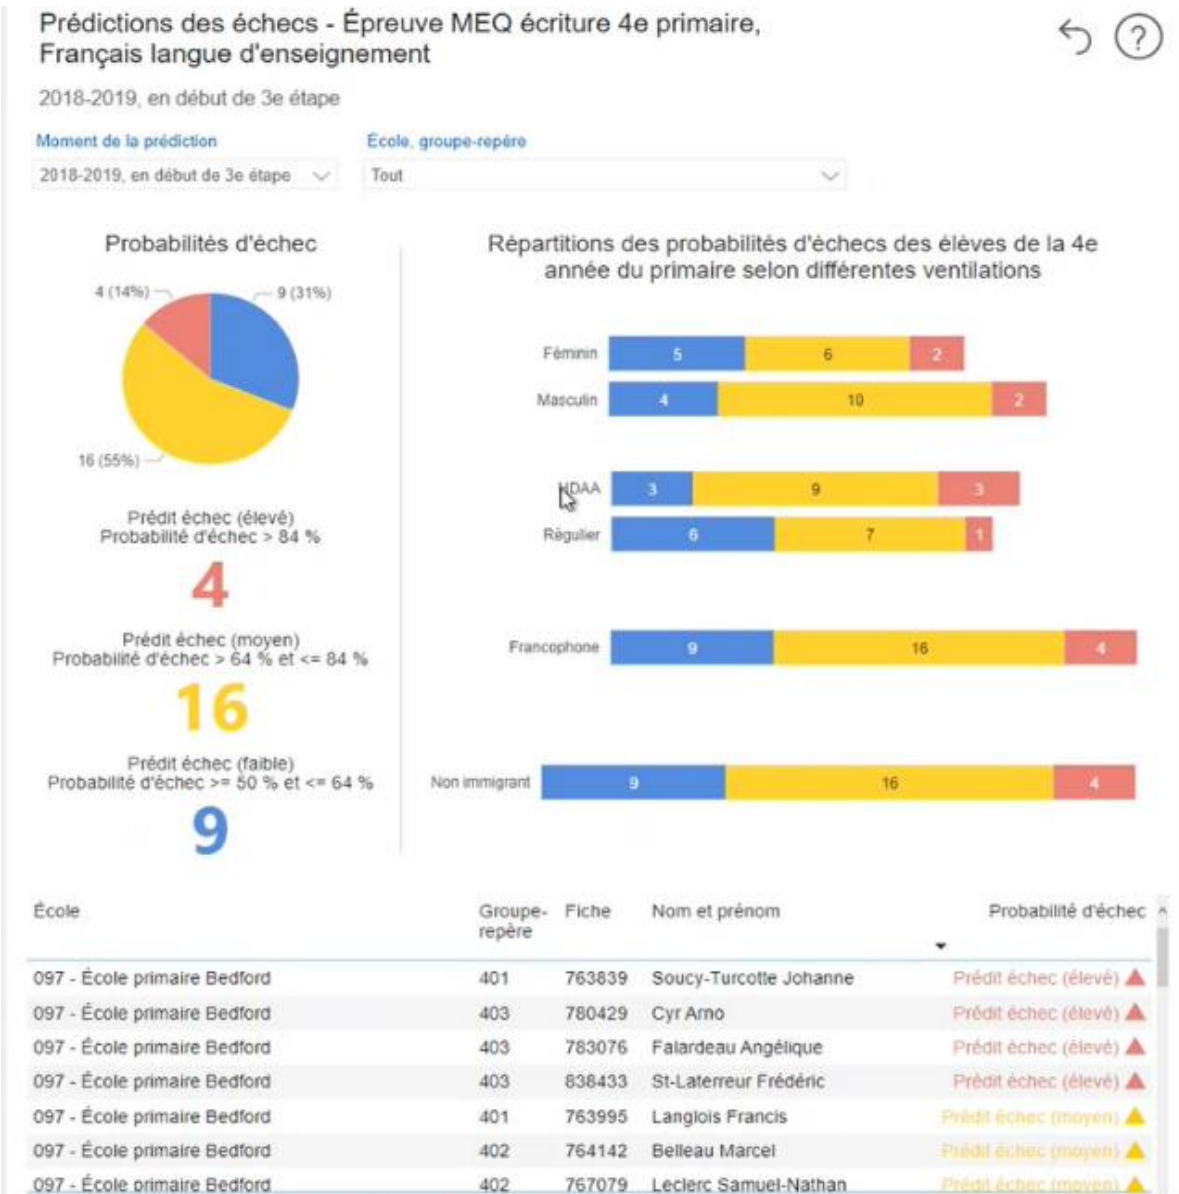 Prédictions des échecs - Épreuve MEQ écriture 4e primaire,
Français langue d'enseignement
2018-2019, en début de 3e étape
Moment de la prédiction
École, groupe-repère
2018-2019, en début de 3e étape
Tout
Probabilités d'échec
4 (14%)
9 (31%)
16 (55%)
Prédit échec (élevé)
Probabilité d'échec > 84 %
4
Prédit échec (moyen)
Probabilité d'échec > 64 % et <= 84 %
16
Prédit échec (faible)
Probabilité d'échec >= 50 % et <= 64 %
9
Répartitions des probabilités d'échecs des élèves de la 4e
année du primaire selon différentes ventilations
Féminin 5 6 2
Masculin 4 10 2
HDAA 3 9 3
Régulier 6 7 1
Francophone 9 16 4
Non immigrant 9 16 4
École Groupe- Fiche Nom et prénom Probabilité d'échec
repère
097 - École primaire Bedford 401 763839 Soucy-Turcotte Johanne Prédit échec (élevé)
097 - École primaire Bedford 403 780429 Cyr Arno Prédit échec (élevé)
097 - École primaire Bedford 403 783076 Falardeau Angélique Prédit échec (élevé)
097 - École primaire Bedford 403 838433 St-Laterreur Frédéric Prédit échec (élevé)
097 - École primaire Bedford 401 763995 Langlois Francis Prédit échec (moyen)
097 - École primaire Bedford 402 764142 Belleau Marcel Prédit échec (moyen)
097 - École primaire Bedford 402 767079 Leclerc Samuel-Nathan Prédit échec (moyen)